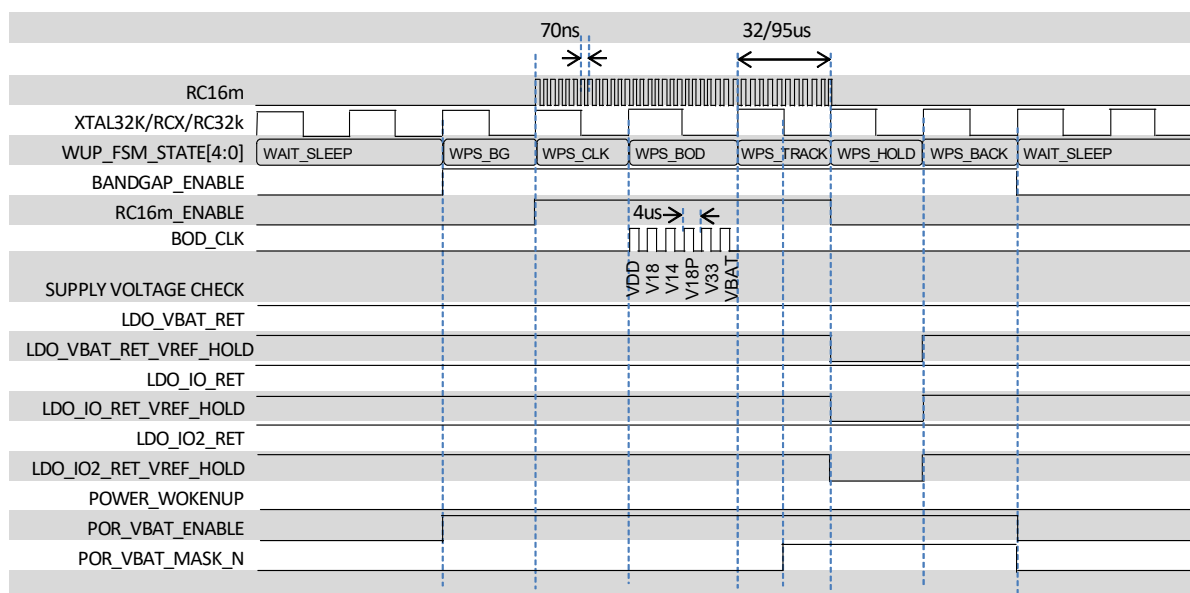 70ns 32/95us
RC16m
XTAL32K/RCX/RC32k
WUP_FSM_STATE[4:0] WAIT_SLEEP WPS_BG WPS_CLK WPS_BOD WPS_TRACK WPS_HOLD WPS_BACK WAIT_SLEEP
BANDGAP_ENABLE
RC16m_ENABLE 4us
BOD_CLK
SUPPLY VOLTAGE CHECK VDD V18 V14 V18P V33 VBAT
LDO_VBAT_RET
LDO_VBAT_RET_VREF_HOLD
LDO_IO_RET
LDO_IO_RET_VREF_HOLD
LDO_IO2_RET
LDO_IO2_RET_VREF_HOLD
POWER_WOKENUP
POR_VBAT_ENABLE
POR_VBAT_MASK_N